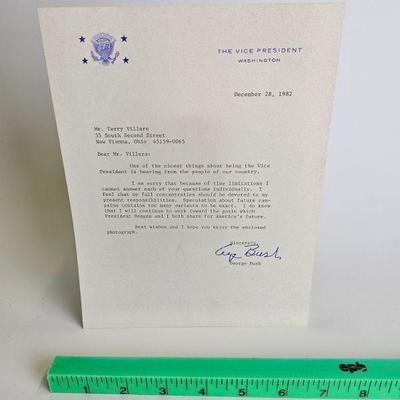 THE VICE PRESIDENT
WASHINGTON
December 28, 1982
Mr. Terry Villars
35 South Second Street
New Vienna, Ohio 45159-0065
Dear Mr. Villars:
One of the nicest things about being the Vice
President is hearing from the people of our country.
I am sorry that because of time limitations I
cannot answer each of your questions individually. I
feel that my full concentration should be devoted to my
present responsibilities. Speculation about future cam-
paigns contains too many variants to be exact. I do know
that I will continue to work toward the goals which
President Reagan and I both share for America's future.
Best wishes and I hope you enjoy the enclosed
photograph.
Sincerely,
Bush
George Bush
1 2 3 4 5 6 7 8